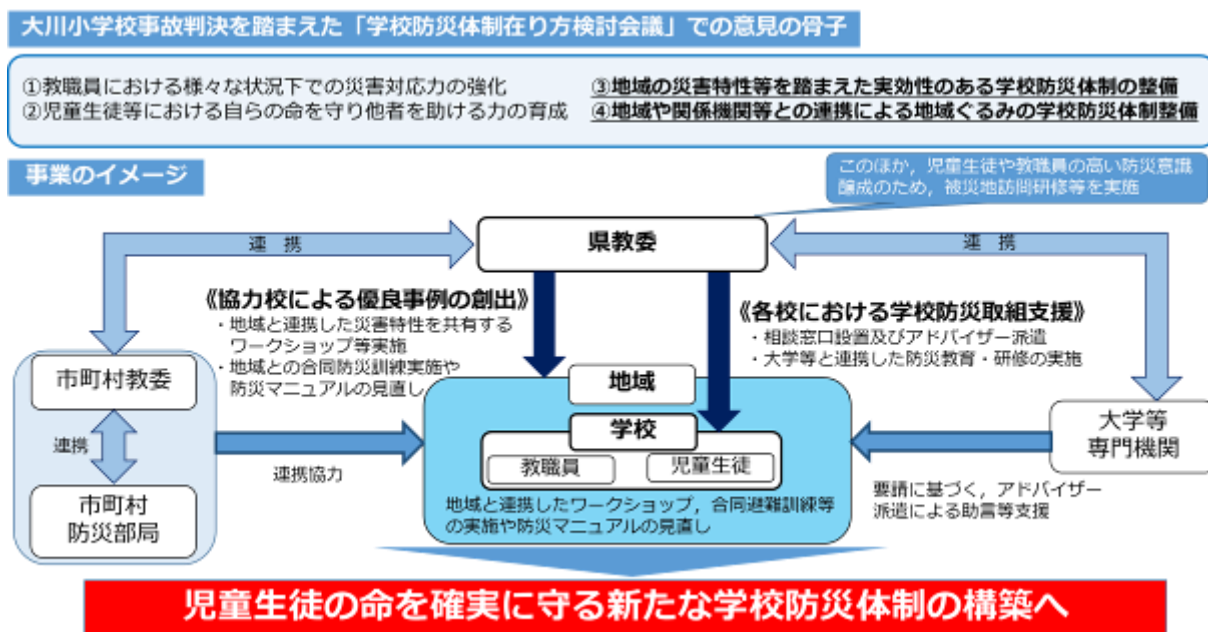 大川小学校事故判決を踏まえた「学校防災体制在り方検討会議」での意見の骨子
①教職員における様々な状況下での災害対応力の強化
②児童生徒等における自らの命を守り他者を助ける力の育成
③地域の災害特性等を踏まえた実効性のある学校防災体制の整備
④地域や関係機関等との連携による地域ぐるみの学校防災体制整備
事業のイメージ
このほか，児童生徒や教職員の高い防災意識
醸成のため，被災地訪問研修等を実施
連 携
県教委
連 携
《協力校による優良事例の創出》
・地域と連携した災害特性を共有する
ワークショップ等実施
・地域との合同防災訓練実施や
防災マニュアルの見直し
《各校における学校防災取組支援》
・相談窓口設置及びアドバイザー派遣
・大学等と連携した防災教育・研修の実施
市町村教委
連携
市町村
防災部局
連携協力
地域
学校
教職員
児童生徒
地域と連携したワークショップ，合同避難訓練等
の実施や防災マニュアルの見直し
大学等
専門機関
要請に基づく，アドバイザー
派遣による助言等支援
児童生徒の命を確実に守る新たな学校防災体制の構築へ